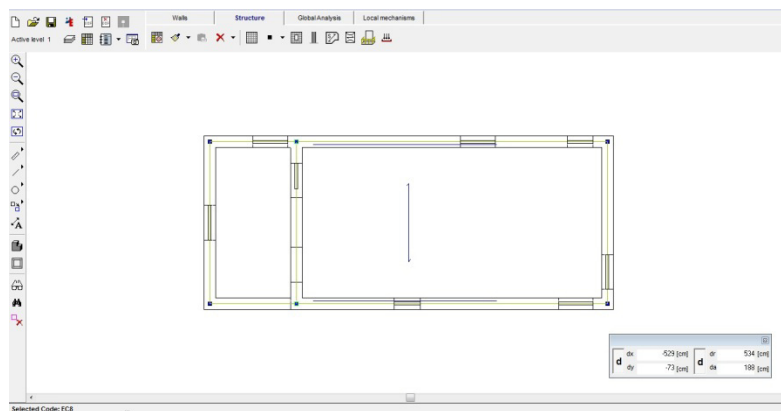 Walls Structure Global Analysis Local mechanisms
Active level 1
dx -529 [cm] dr 534 [cm]
d d
dy -73 [cm] da 188 [cm]
Selected Code: EC8